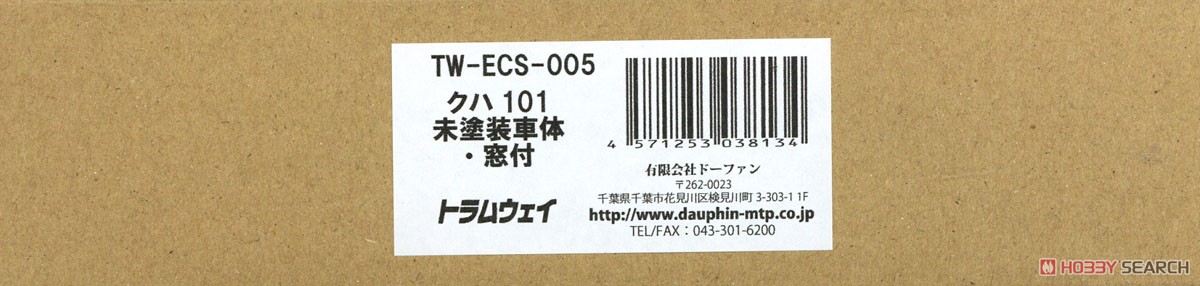 TW-ECS-005
クハ 101
未塗装車体
・窓付
トラムウェイ
4 571253 038134
有限会社ドーファン
〒262-0023
千葉県千葉市花見川区検見川町 3-303-1 1F
http://www.dauphin-mtp.co.jp
TEL/FAX：043-301-6200
HOBBY SEARCH